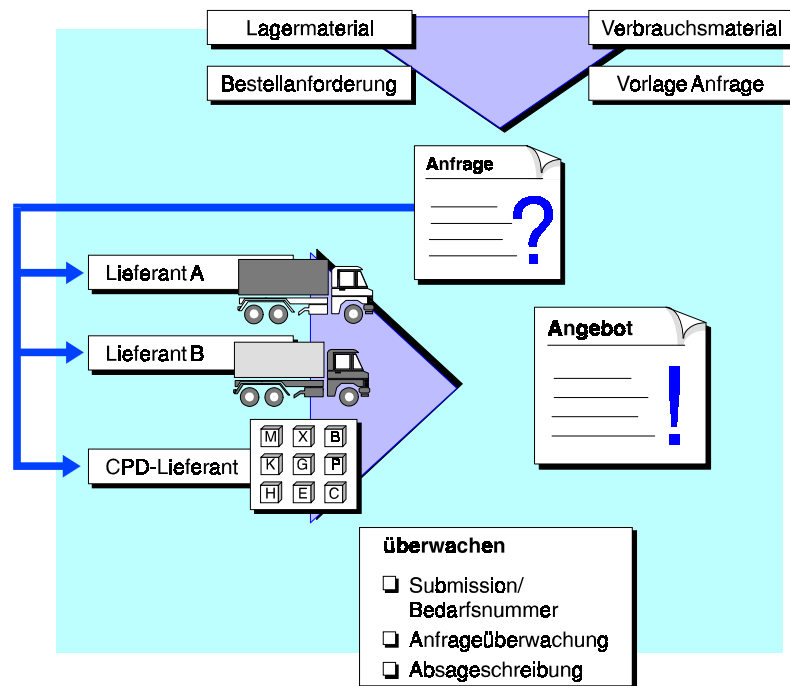 Lagermaterial
Verbrauchsmaterial
Bestellanforderung
Vorlage Anfrage
Anfrage
?
Lieferant A
Lieferant B
CPD-Lieferant
M X B
K G P
H E C
Angebot
!
überwachen
Submission/
Bedarfsnummer
Anfrageüberwachung
Absageschreibung